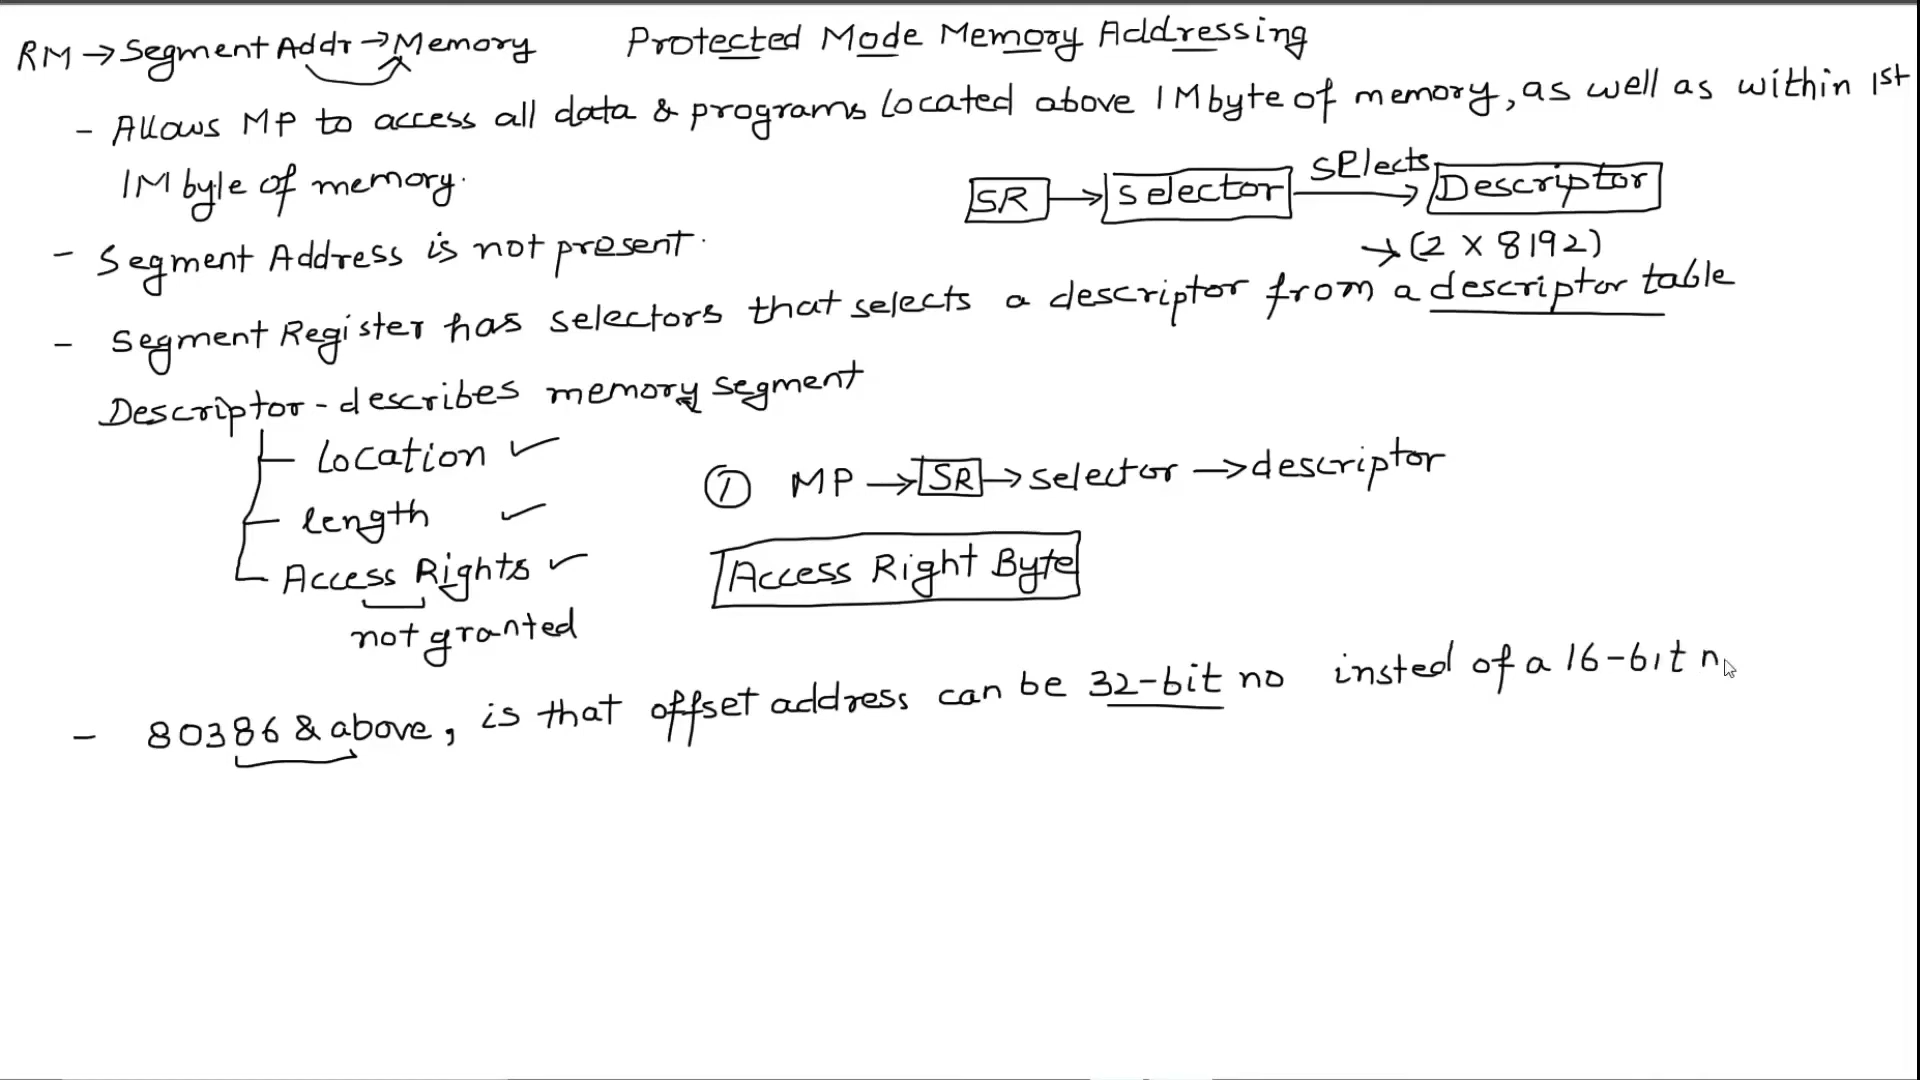 RM → Segment Addr → Memory Protected Mode Memory Addressing
- Allows MP to access all data & programs located above 1 Mbyte of memory, as well as within 1st
1M byle of memory.
SR → selector selects → Descriptor
→ (2 X 8192)
- Segment Address is not present.
- segment Register has selectors that selects a descriptor from a descriptor table
Descriptor - describes memory segment
Location ✓
length ✓
Access Rights ✓
not granted
① MP → SR → selector → descriptor
Access Right Byte
- 80386 & above, is that offset address can be 32-bit no insted of a 16-bit n